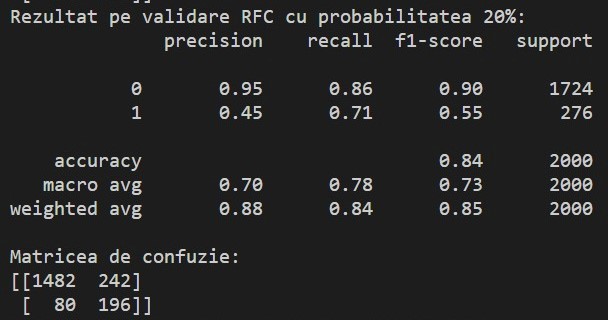 Rezultat pe validare RFC cu probabilitatea 20%:
precision recall f1-score support
0 0.95 0.86 0.90 1724
1 0.45 0.71 0.55 276
accuracy 0.84 2000
macro avg 0.70 0.78 0.73 2000
weighted avg 0.88 0.84 0.85 2000
Matricea de confuzie:
[[1482 242]
[ 80 196]]